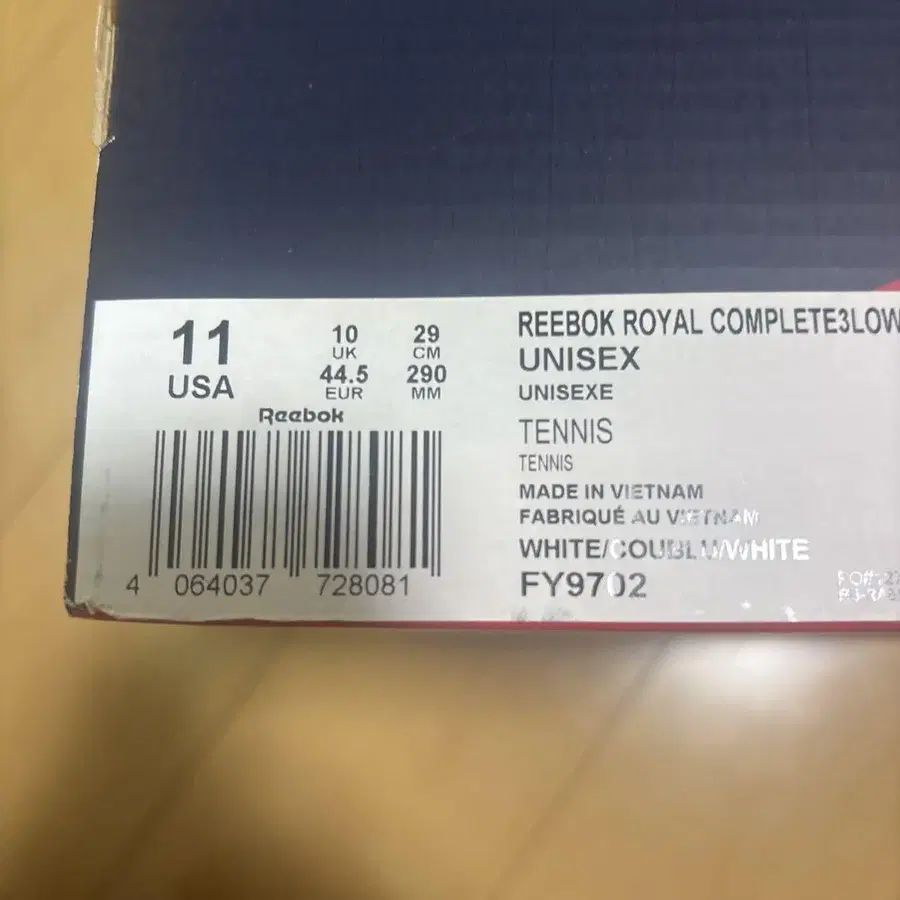 11
USA
10
UK
44.5
EUR
29
CM
290
MM
Reebok
4 064037 728081
REEBOK ROYAL COMPLETE3LOW
UNISEX
UNISEXE
TENNIS
TENNIS
MADE IN VIETNAM
FABRIQUÉ AU VIETNAM
WHITE/COUBLU/WHITE
FY9702